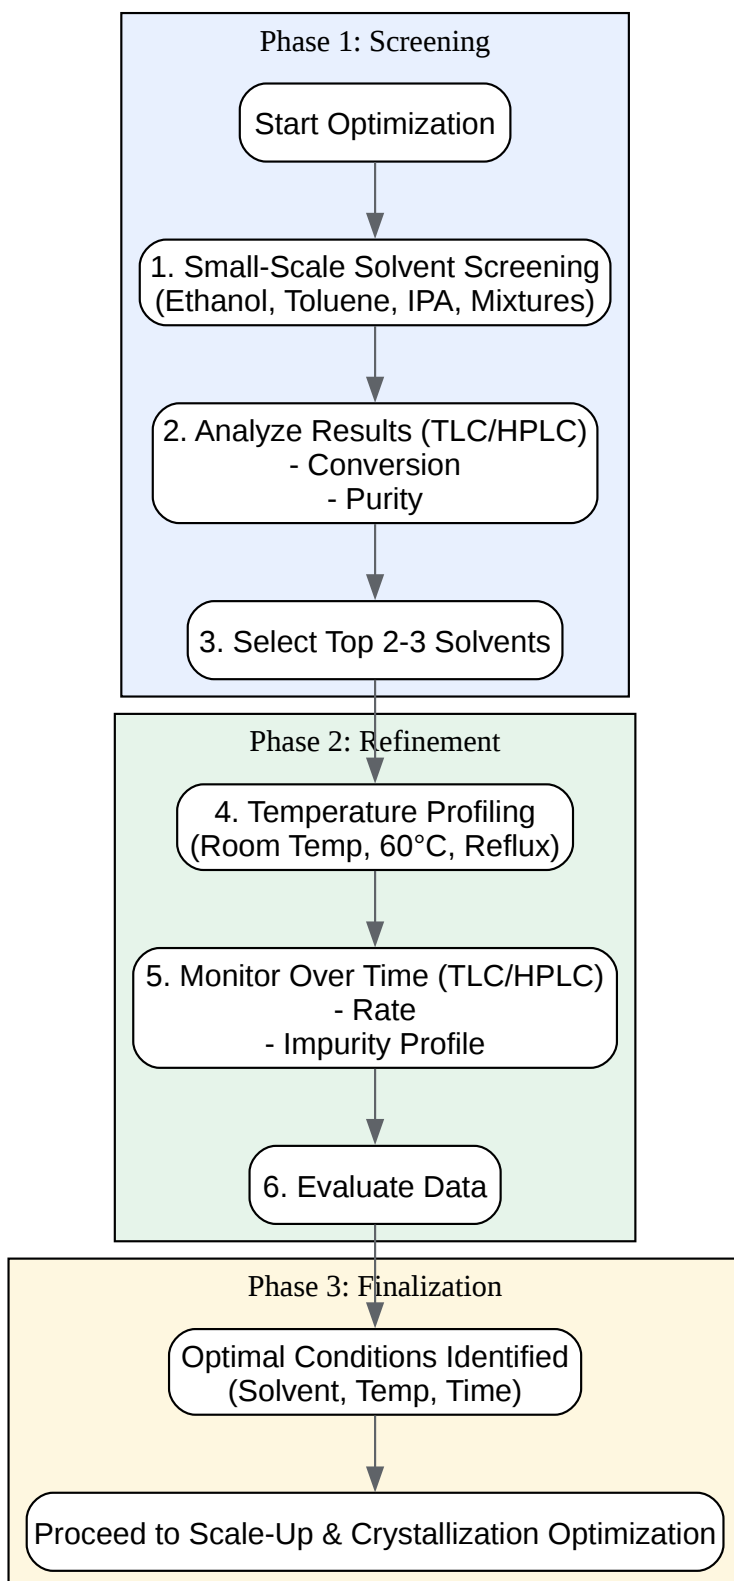 Phase 1: Screening
Start Optimization
1. Small-Scale Solvent Screening
(Ethanol, Toluene, IPA, Mixtures)
2. Analyze Results (TLC/HPLC)
- Conversion
- Purity
3. Select Top 2-3 Solvents
Phase 2: Refinement
4. Temperature Profiling
(Room Temp, 60°C, Reflux)
5. Monitor Over Time (TLC/HPLC)
- Rate
- Impurity Profile
6. Evaluate Data
Phase 3: Finalization
Optimal Conditions Identified
(Solvent, Temp, Time)
Proceed to Scale-Up & Crystallization Optimization